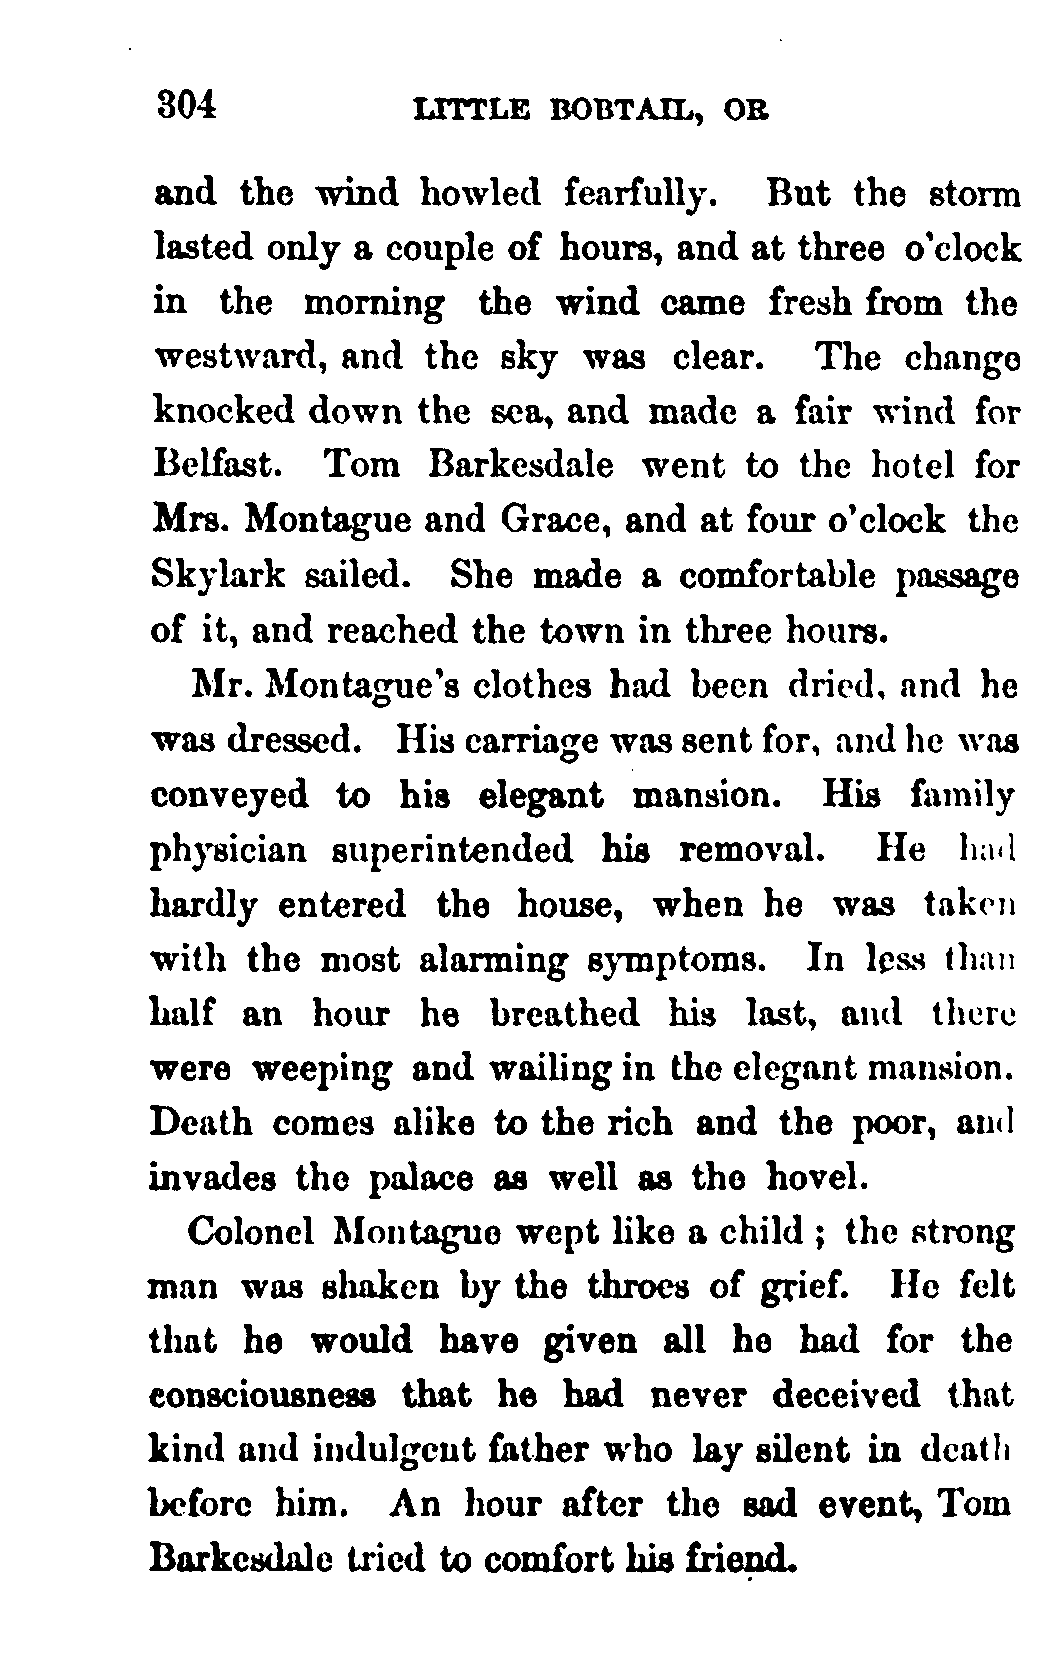 304 LITTLE BOBTAIL, OR
and the wind howled fearfully. But the storm
lasted only a couple of hours, and at three o'clock
in the morning the wind came fresh from the
westward, and the sky was clear. The change
knocked down the sea, and made a fair wind for
Belfast. Tom Barkesdale went to the hotel for
Mrs. Montague and Grace, and at four o'clock the
Skylark sailed. She made a comfortable passage
of it, and reached the town in three hours.
Mr. Montague's clothes had been dried, and he
was dressed. His carriage was sent for, and he was
conveyed to his elegant mansion. His family
physician superintended his removal. He had
hardly entered the house, when he was taken
with the most alarming symptoms. In less than
half an hour he breathed his last, and there
were weeping and wailing in the elegant mansion.
Death comes alike to the rich and the poor, and
invades the palace as well as the hovel.
Colonel Montague wept like a child; the strong
man was shaken by the throes of grief. He felt
that he would have given all he had for the
consciousness that he had never deceived that
kind and indulgent father who lay silent in death
before him. An hour after the sad event, Tom
Barkesdale tried to comfort his friend.